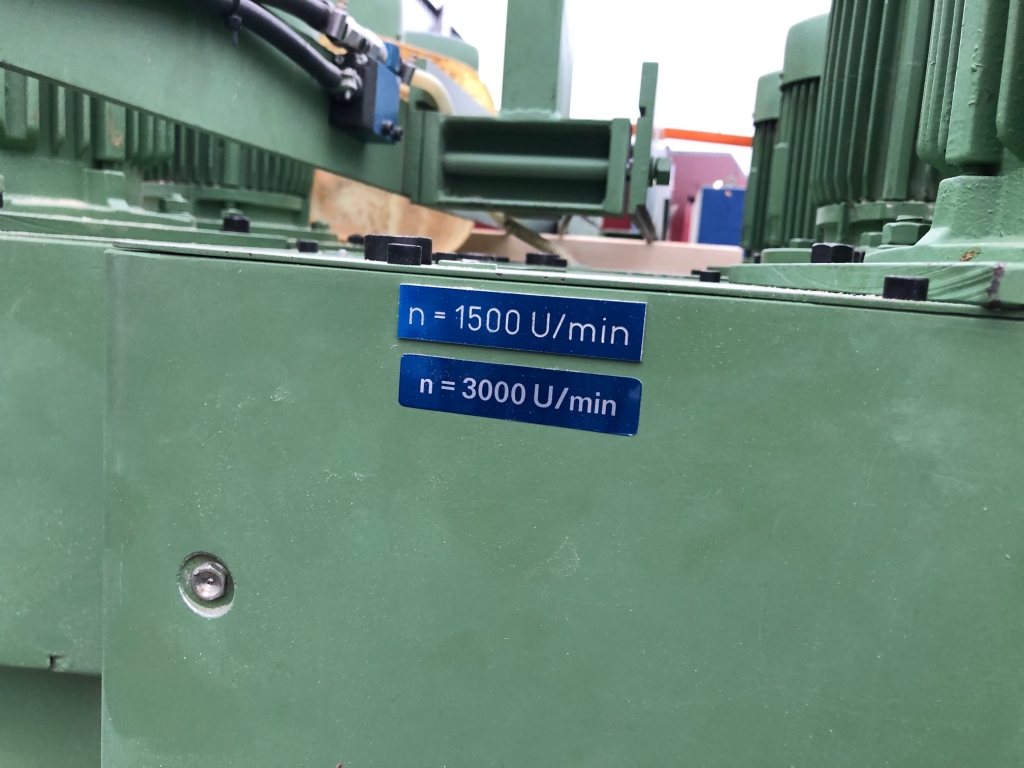 n = 1500 U/min
n = 3000 U/min